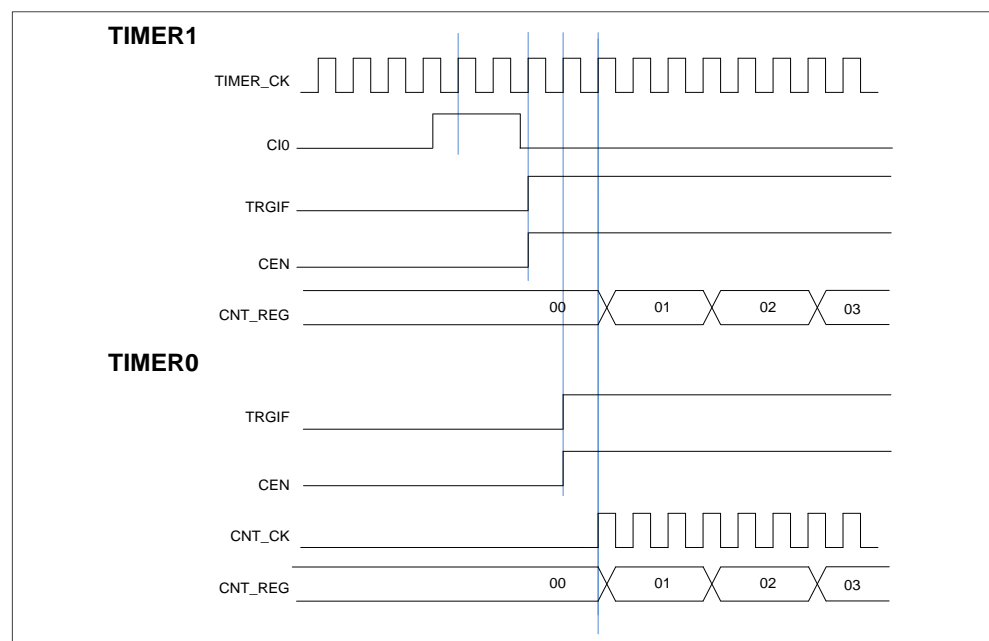 TIMER1
TIMER_CK
CI0
TRGIF
CEN
CNT_REG 00 01 02 03
TIMER0
TRGIF
CEN
CNT_CK
CNT_REG 00 01 02 03